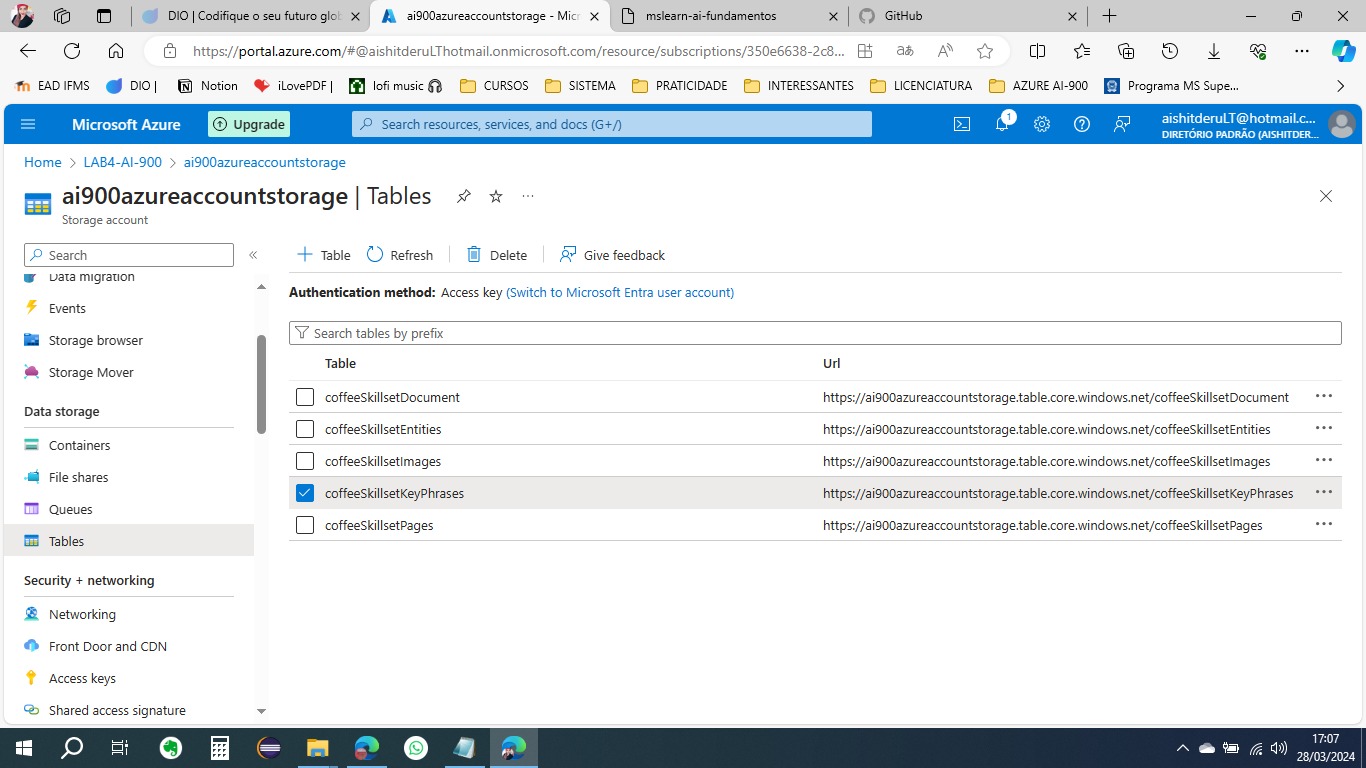 DIO | Codifique o seu futuro glob
ai900azureaccountstorage - Micr
mslearn-ai-fundamentos
GitHub
https://portal.azure.com/#@aishitderuLThotmail.onmicrosoft.com/resource/subscriptions/350e6638-2c8...
EAD IFMS
DIO |
Notion
iLovePDF |
lofi music
CURSOS
SISTEMA
PRATICIDADE
INTERESSANTES
LICENCIATURA
AZURE AI-900
Programa MS Supe...
Microsoft Azure
Upgrade
Search resources, services, and docs (G+/)
1
aishitderuLT@hotmail.c...
DIRETÓRIO PADRÃO (AISHITDER...
Home > LAB4-AI-900 > ai900azureaccountstorage
ai900azureaccountstorage | Tables
Storage account
Search
Data migration
Events
Storage browser
Storage Mover
Data storage
Containers
File shares
Queues
Tables
Security + networking
Networking
Front Door and CDN
Access keys
Shared access signature
Table
Refresh
Delete
Give feedback
Authentication method: Access key (Switch to Microsoft Entra user account)
Search tables by prefix
Table Url
coffeeSkillsetDocument https://ai900azureaccountstorage.table.core.windows.net/coffeeSkillsetDocument
coffeeSkillsetEntities https://ai900azureaccountstorage.table.core.windows.net/coffeeSkillsetEntities
coffeeSkillsetImages https://ai900azureaccountstorage.table.core.windows.net/coffeeSkillsetImages
coffeeSkillsetKeyPhrases https://ai900azureaccountstorage.table.core.windows.net/coffeeSkillsetKeyPhrases
coffeeSkillsetPages https://ai900azureaccountstorage.table.core.windows.net/coffeeSkillsetPages
17:07
28/03/2024